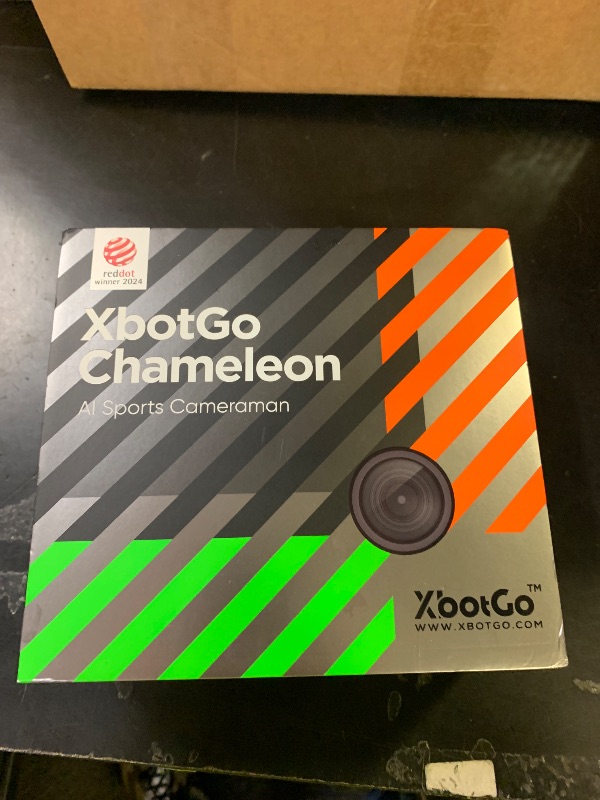 reddot
winner 2024
XbotGo
Chameleon
AI Sports Cameraman
XbotGo™
WWW.XBOTGO.COM